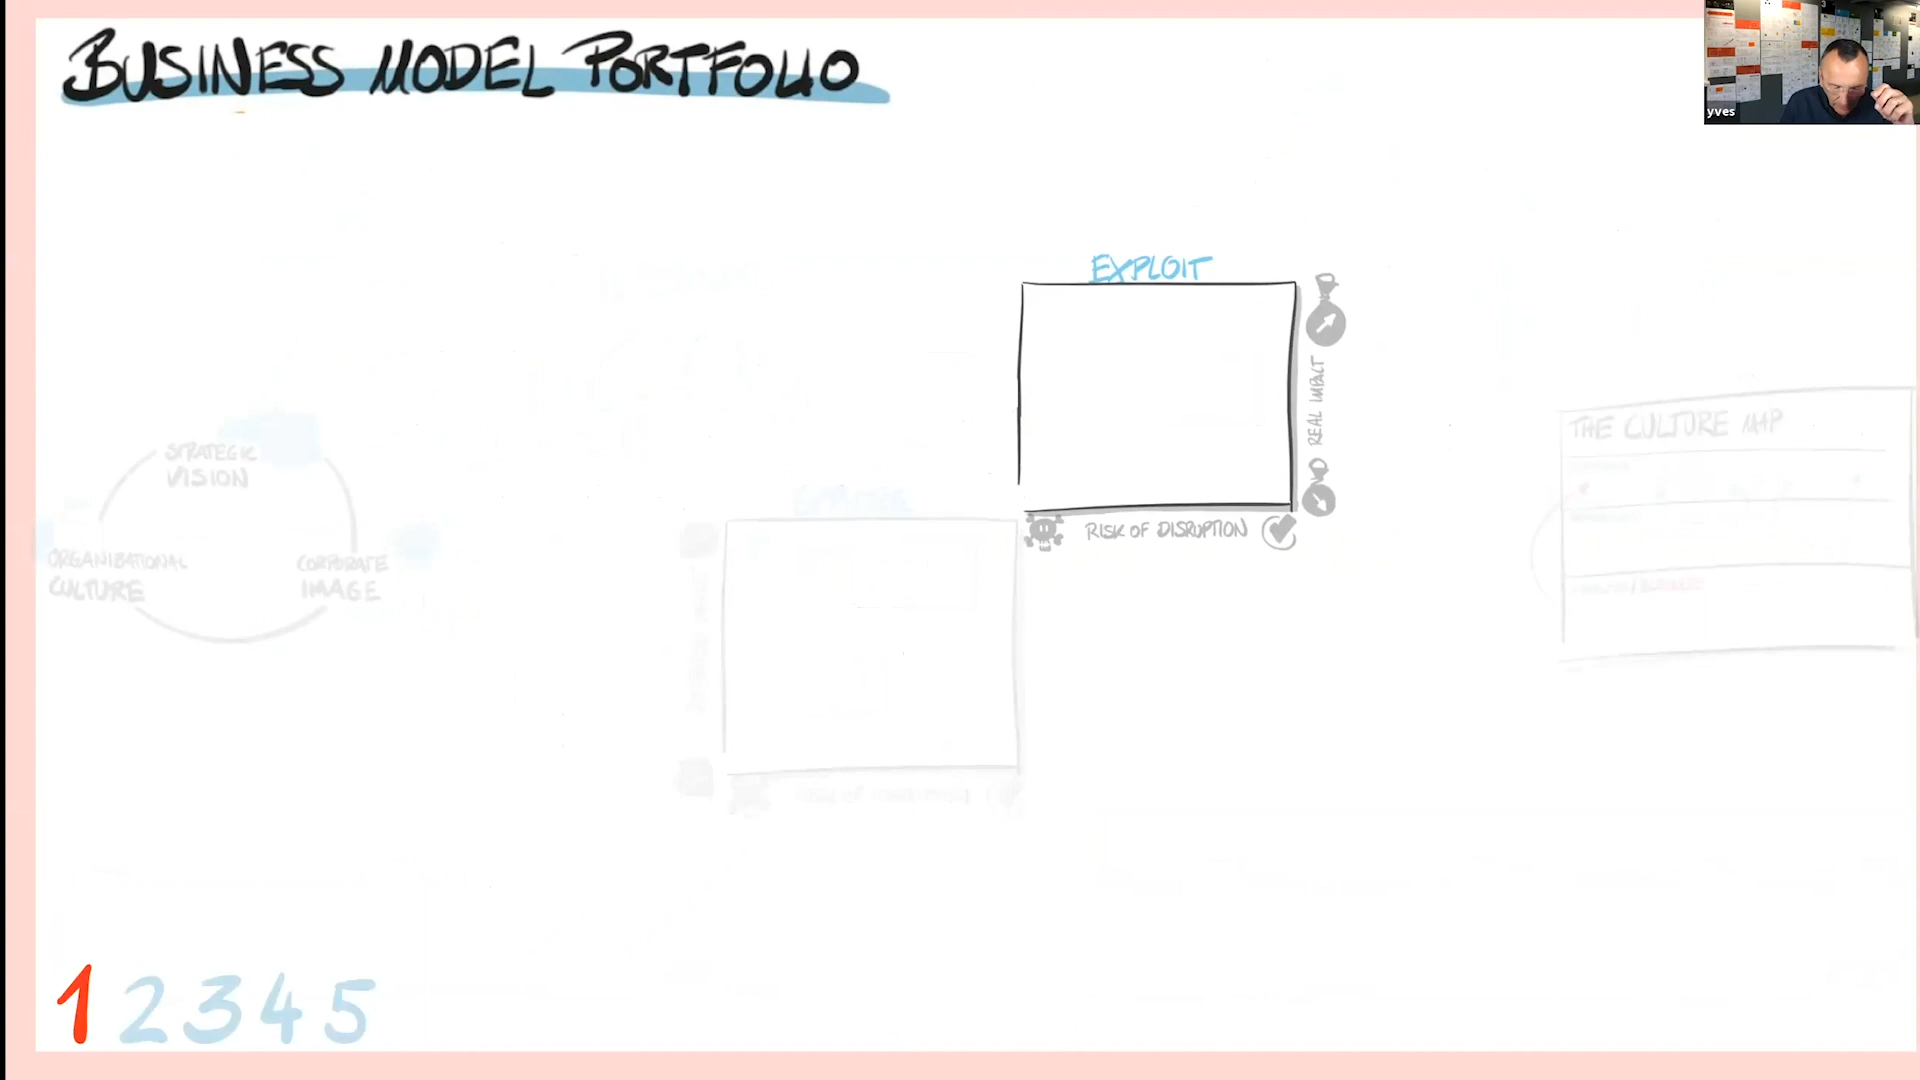 BUSINESS MODEL PORTFOLIO
yves
EXPLOIT
REAL IMPACT
RISK OF DISRUPTION
STRATEGIC
VISION
ORGANIZATIONAL
CULTURE
CORPORATE
IMAGE
THE CULTURE MAP
1 2 3 4 5